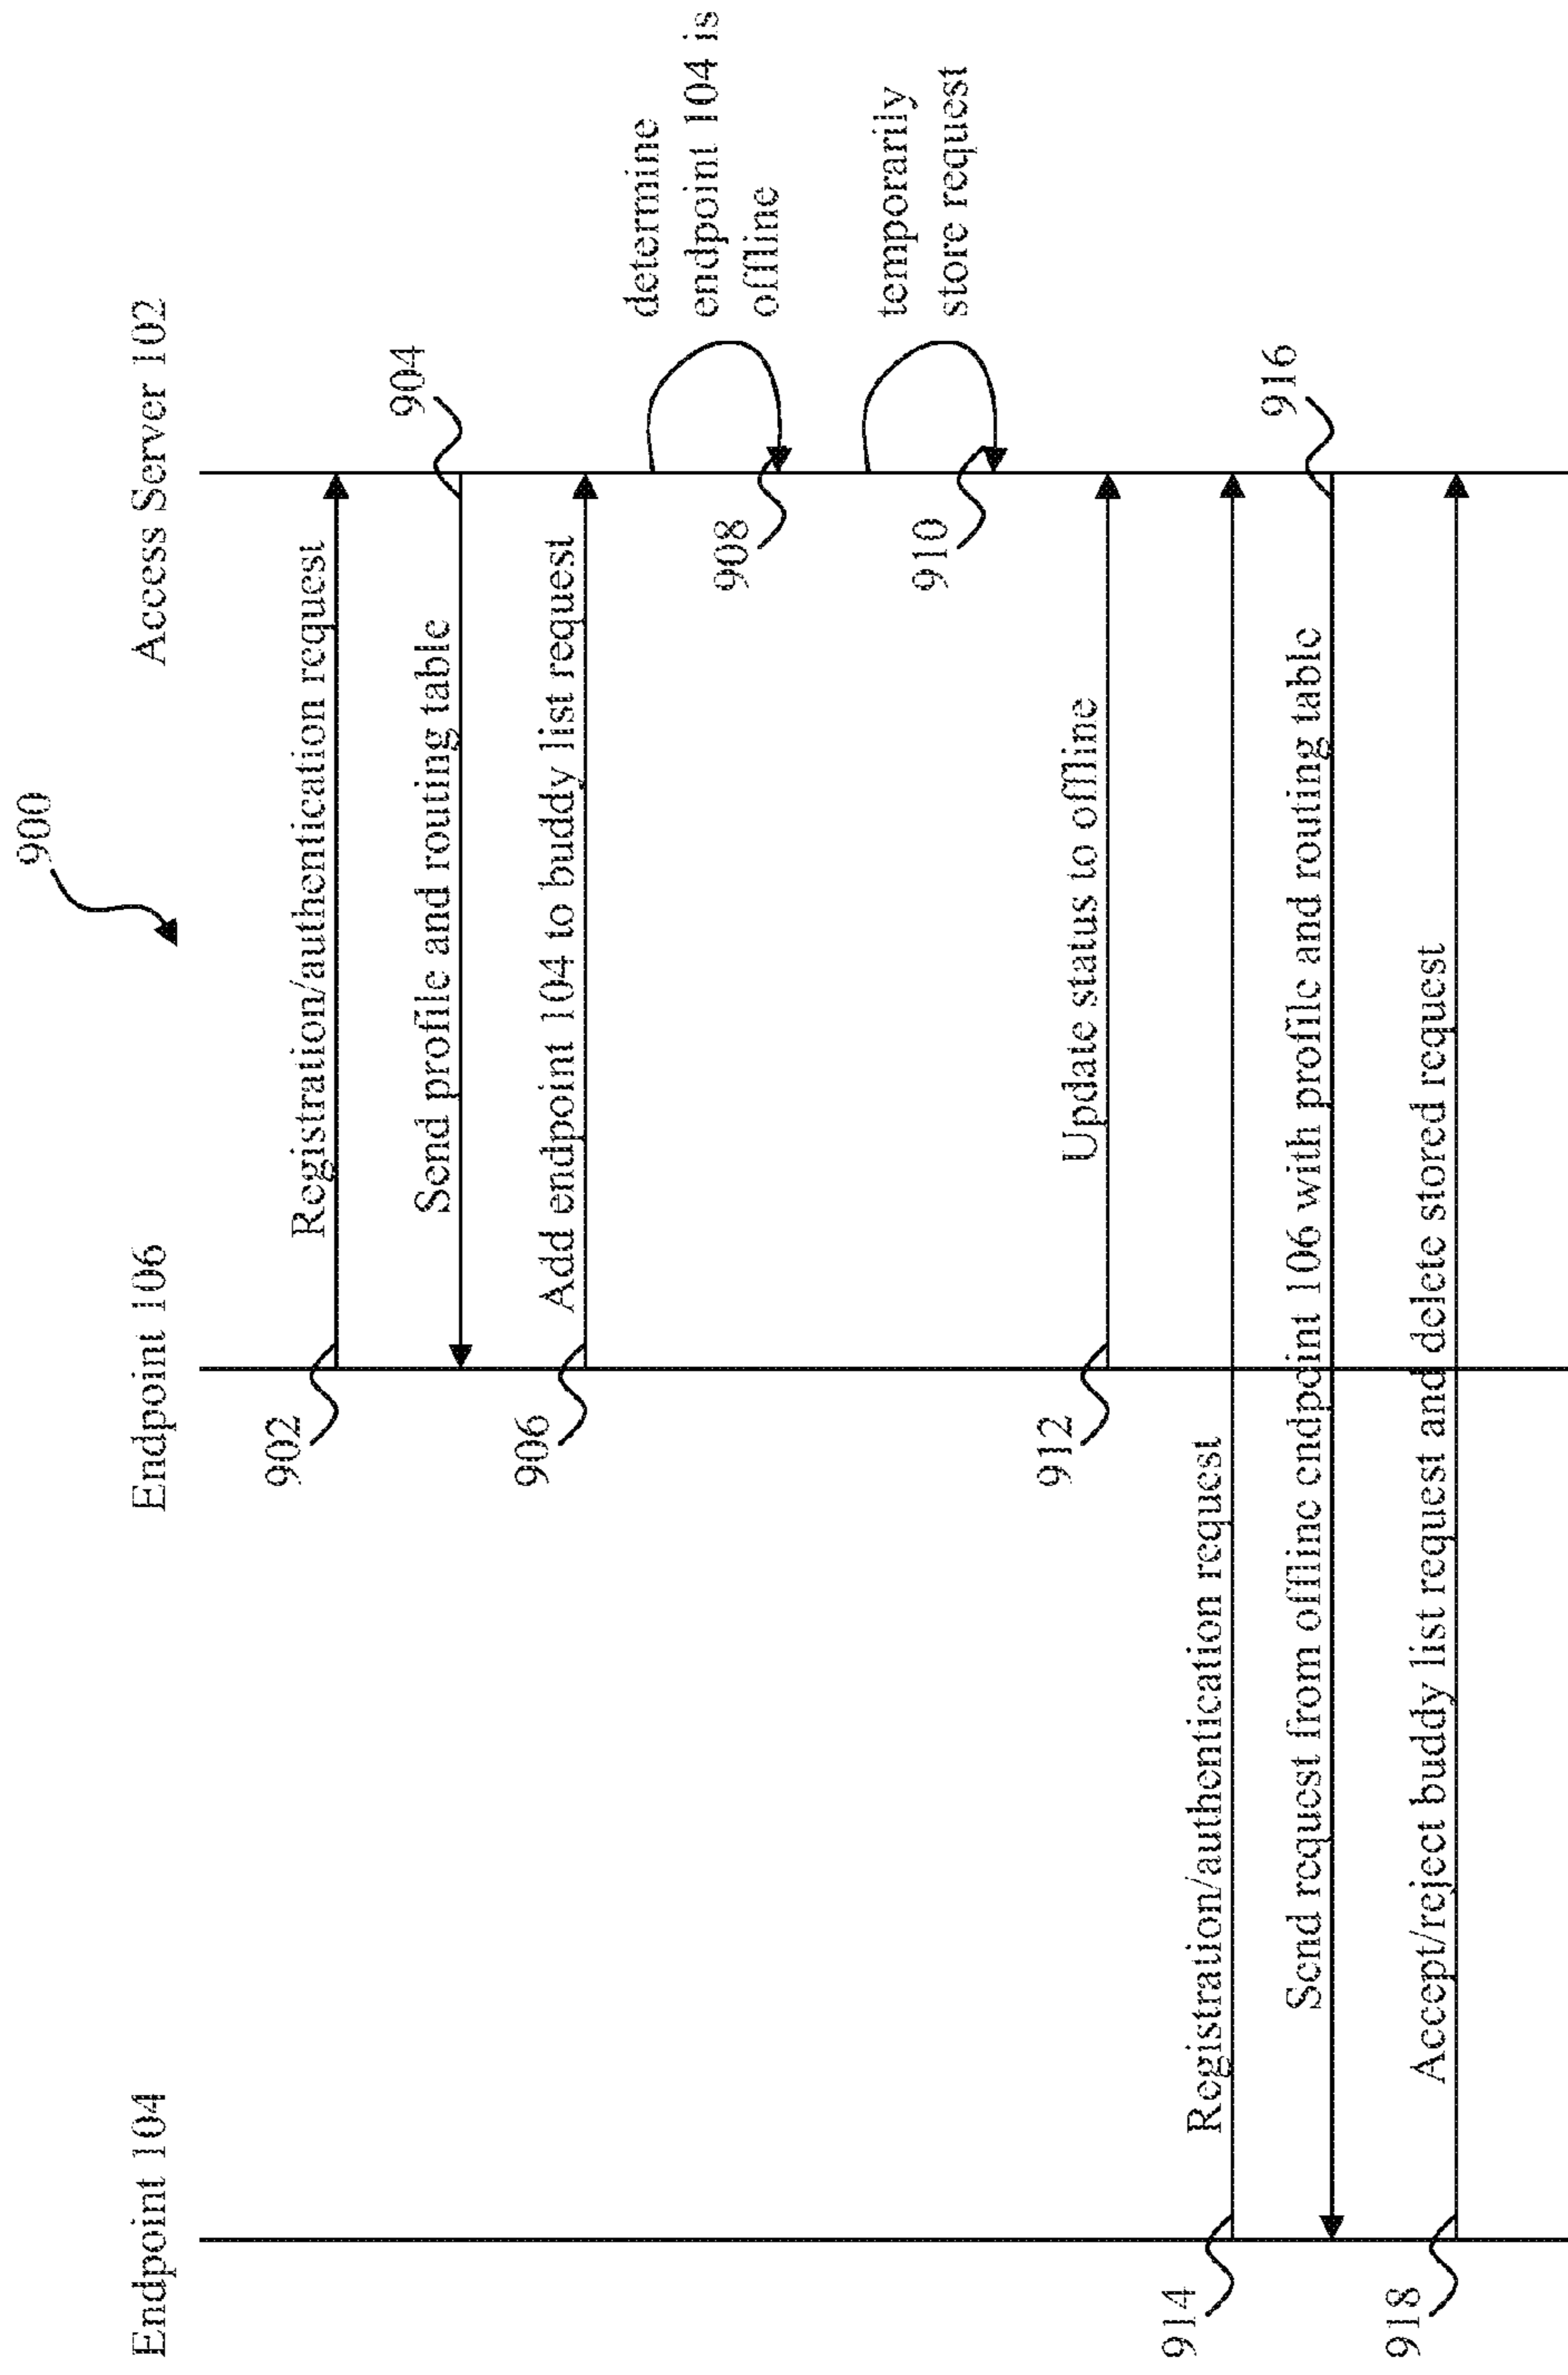 900
Endpoint 104
Endpoint 106
Access Server 102
902
Registration/authentication request
Send profile and routing table
904
906
Add endpoint 104 to buddy list request
determine
endpoint 104 is
offline
908
temporarily
store request
910
912
Update status to offline
914
Registration/authentication request
Send request from offline endpoint 106 with profile and routing table
916
918
Accept/reject buddy list request and delete stored request